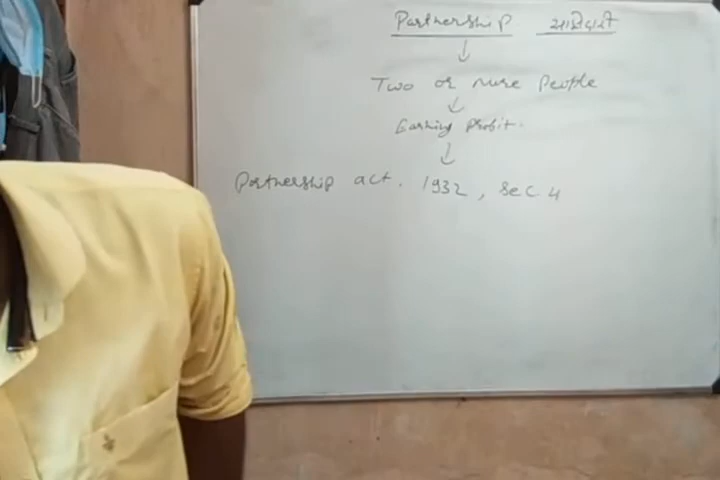 Partnership साझेदारी
Two or more people
Earning Profit.
Partnership act. 1932, Sec 4